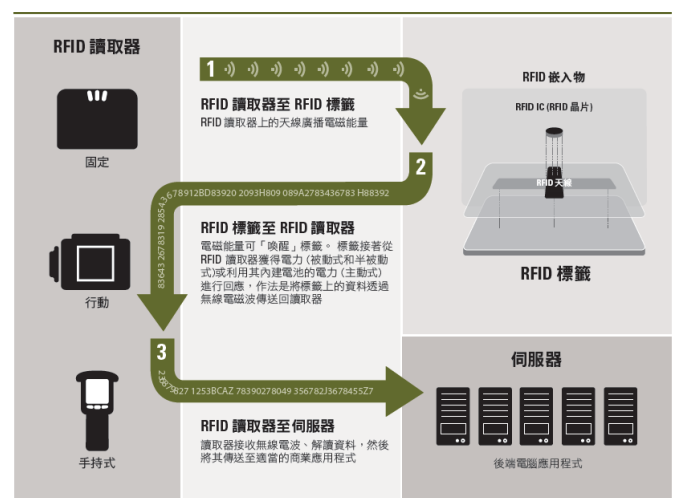 RFID 讀取器
固定
行動
手持式
1
RFID 讀取器至 RFID 標籤
RFID 讀取器上的天線廣播電磁能量
2
78912BD83920 2093H809 089A2783436783 H88392
RFID 標籤至 RFID 讀取器
電磁能量可「喚醒」標籤。 標籤接著從
RFID 讀取器獲得電力 (被動式和半被動
式)或利用其內建電池的電力 (主動式)
進行回應,作法是將標籤上的資料透過
無線電磁波傳送回讀取器
3
1253BCAZ 78390278049 356782J3678455Z7
RFID 讀取器至伺服器
讀取器接收無線電波、解讀資料,然後
將其傳送至適當的商業應用程式
RFID 嵌入物
RFID IC (RFID 晶片)
RFID 天線
RFID 標籤
伺服器
後端電腦應用程式